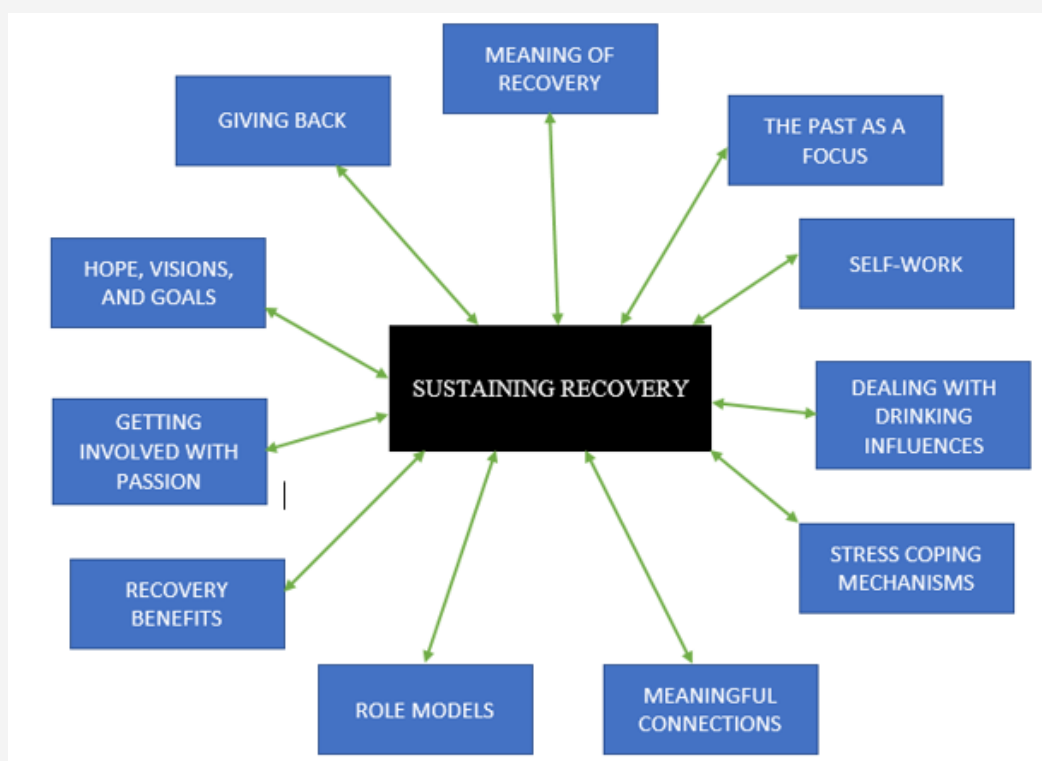 MEANING OF
RECOVERY
GIVING BACK
THE PAST AS A
FOCUS
SELF-WORK
HOPE, VISIONS,
AND GOALS
SUSTAINING RECOVERY
DEALING WITH
DRINKING
INFLUENCES
GETTING
INVOLVED WITH
PASSION
STRESS COPING
MECHANISMS
RECOVERY
BENEFITS
ROLE MODELS
MEANINGFUL
CONNECTIONS